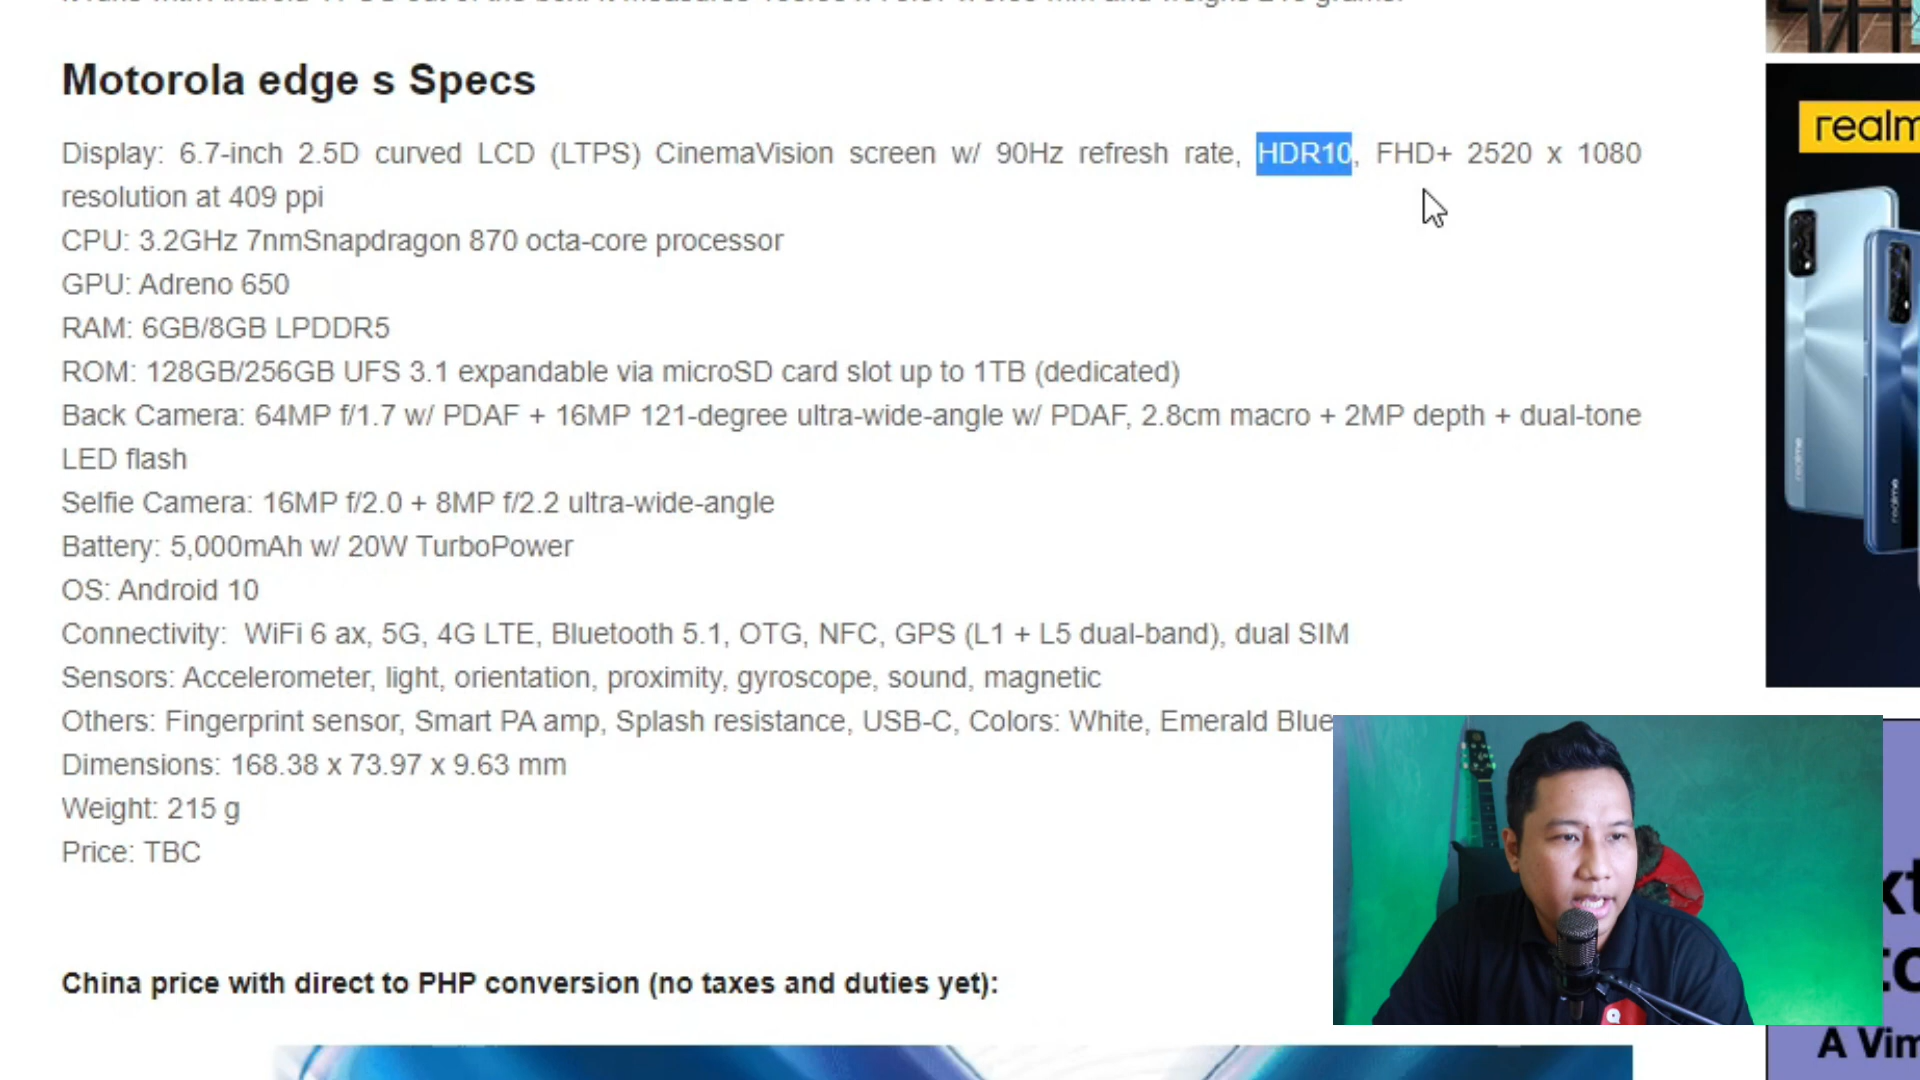 Motorola edge s Specs
Display: 6.7-inch 2.5D curved LCD (LTPS) CinemaVision screen w/ 90Hz refresh rate, HDR10, FHD+ 2520 x 1080
resolution at 409 ppi
CPU: 3.2GHz 7nmSnapdragon 870 octa-core processor
GPU: Adreno 650
RAM: 6GB/8GB LPDDR5
ROM: 128GB/256GB UFS 3.1 expandable via microSD card slot up to 1TB (dedicated)
Back Camera: 64MP f/1.7 w/ PDAF + 16MP 121-degree ultra-wide-angle w/ PDAF, 2.8cm macro + 2MP depth + dual-tone
LED flash
Selfie Camera: 16MP f/2.0 + 8MP f/2.2 ultra-wide-angle
Battery: 5,000mAh w/ 20W TurboPower
OS: Android 10
Connectivity: WiFi 6 ax, 5G, 4G LTE, Bluetooth 5.1, OTG, NFC, GPS (L1 + L5 dual-band), dual SIM
Sensors: Accelerometer, light, orientation, proximity, gyroscope, sound, magnetic
Others: Fingerprint sensor, Smart PA amp, Splash resistance, USB-C, Colors: White, Emerald Blue
Dimensions: 168.38 x 73.97 x 9.63 mm
Weight: 215 g
Price: TBC
China price with direct to PHP conversion (no taxes and duties yet):
realm
realme
realme
xt
to
A Vim